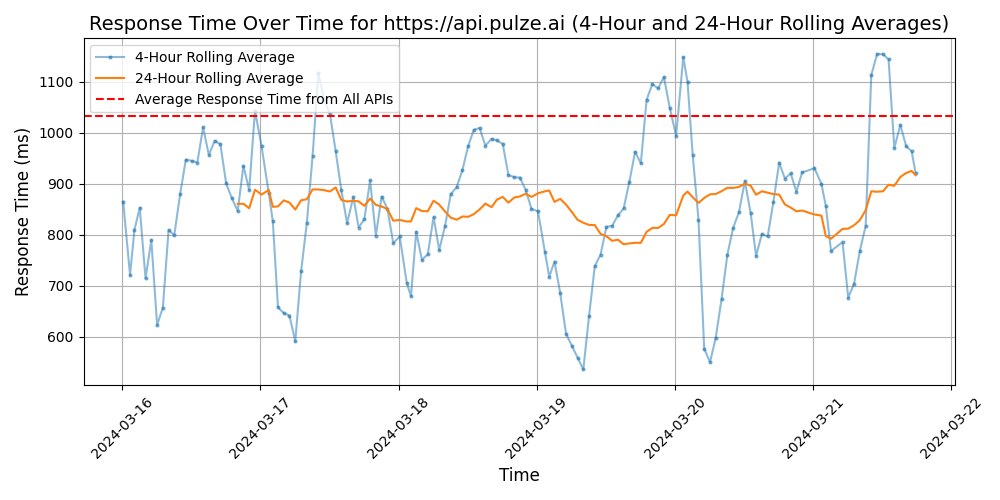 Response Time Over Time for https://api.pulze.ai (4-Hour and 24-Hour Rolling Averages)
4-Hour Rolling Average
24-Hour Rolling Average
Average Response Time from All APIs
Response Time (ms)
1100
1000
900
800
700
600
2024-03-16
2024-03-17
2024-03-18
2024-03-19
2024-03-20
2024-03-21
2024-03-22
Time